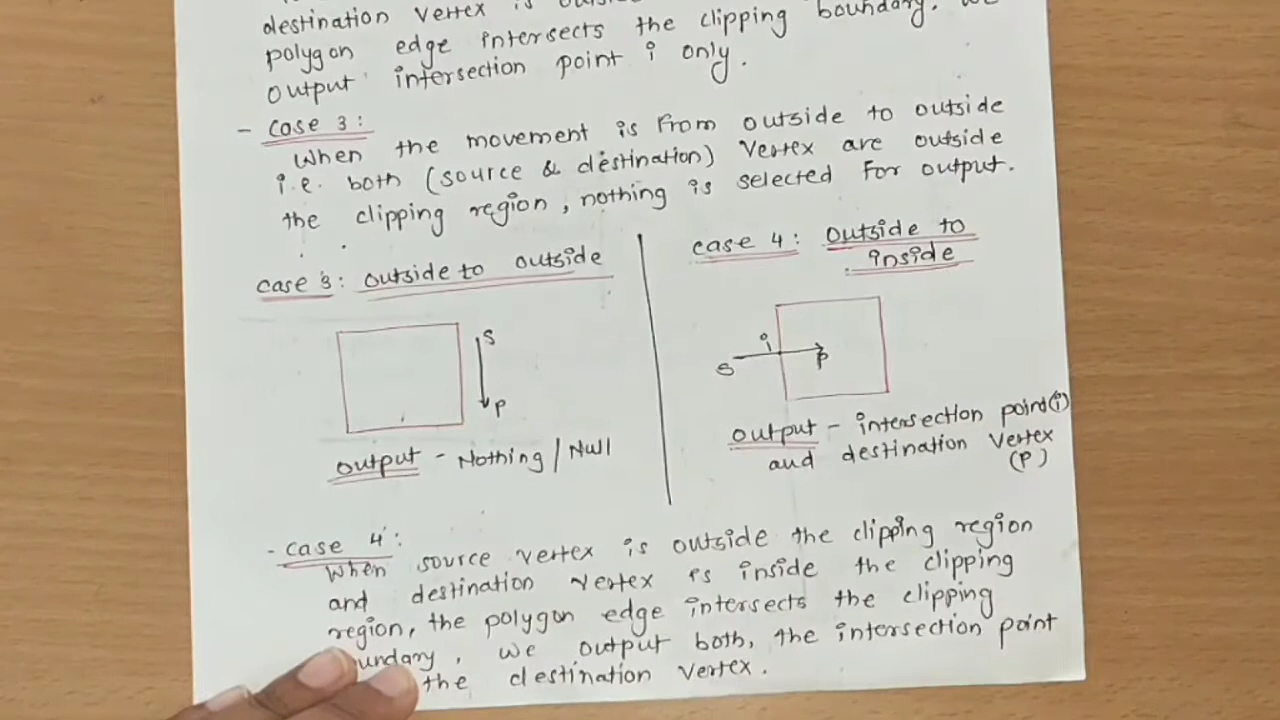 destination vertex is outside
polygon edge intersects the clipping boundary. We
output intersection point i only.
- case 3:
When the movement is From outside to outside
i.e. both (source & destination) vertex are outside
the clipping region, nothing is selected For output.
case 3: outside to outside
S
P
output - Nothing / Null
case 4: outside to
inside
i
S
P
output - intersection point(i)
and destination vertex
(P)
- case 4:
When source vertex is outside the clipping region
and destination vertex is inside the clipping
region, the polygon edge intersects the clipping
undary. we output both, the intersection point
the destination vertex.